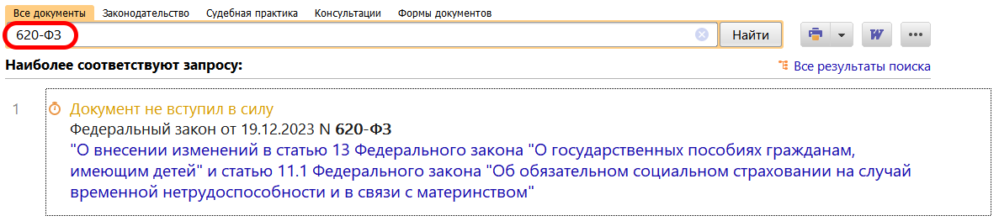 Все документы Законодательство Судебная практика Консультации Формы документов
620-ФЗ Найти W
Наиболее соответствуют запросу: Все результаты поиска
1 Документ не вступил в силу
Федеральный закон от 19.12.2023 N 620-ФЗ
"О внесении изменений в статью 13 Федерального закона "О государственных пособиях гражданам,
имеющим детей" и статью 11.1 Федерального закона "Об обязательном социальном страховании на случай
временной нетрудоспособности и в связи с материнством"